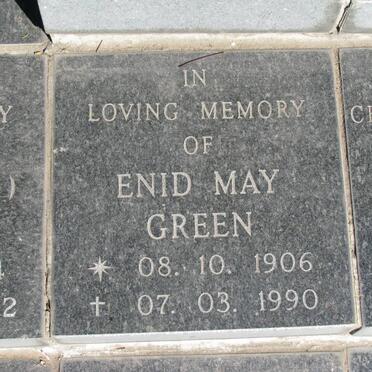 IN
LOVING MEMORY
OF
ENID MAY
GREEN
* 08. 10. 1906
† 07. 03. 1990